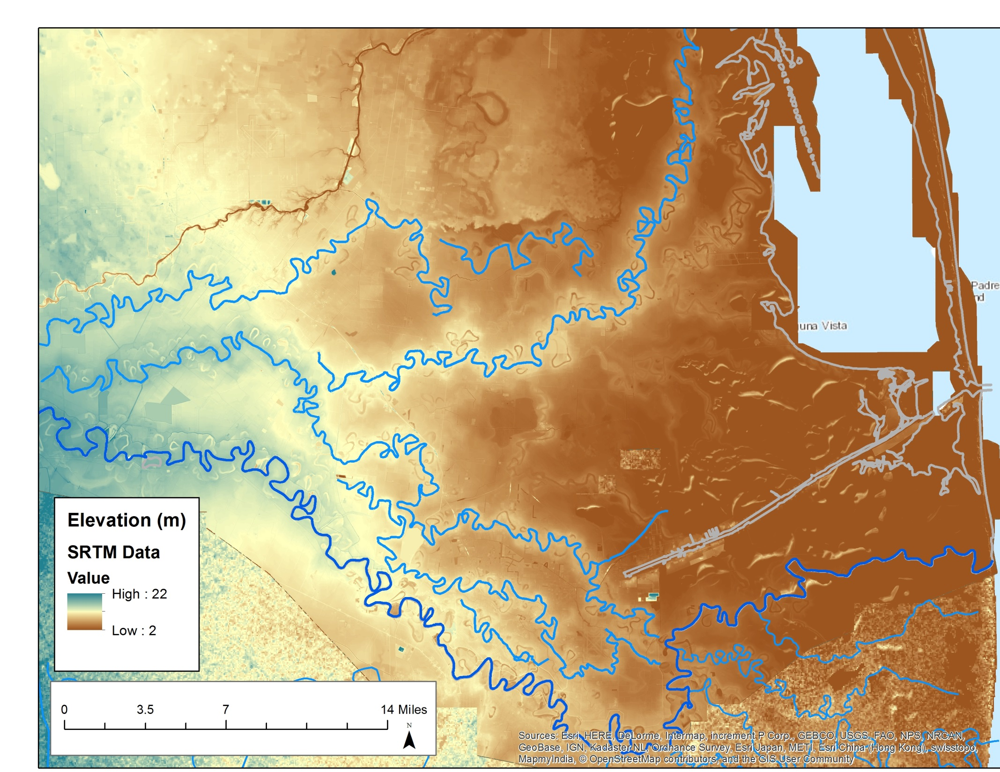 Padre
nd
una Vista
Elevation (m)
SRTM Data
Value
High : 22
Low : 2
0 3.5 7 14 Miles
N
Sources: Esri, HERE, DeLorme, Intermap, increment P Corp., GEBCO, USGS, FAO, NPS, NRCAN,
GeoBase, IGN, Kadaster NL, Ordnance Survey, Esri Japan, METI, Esri China (Hong Kong), swisstopo,
MapmyIndia, © OpenStreetMap contributors, and the GIS User Community